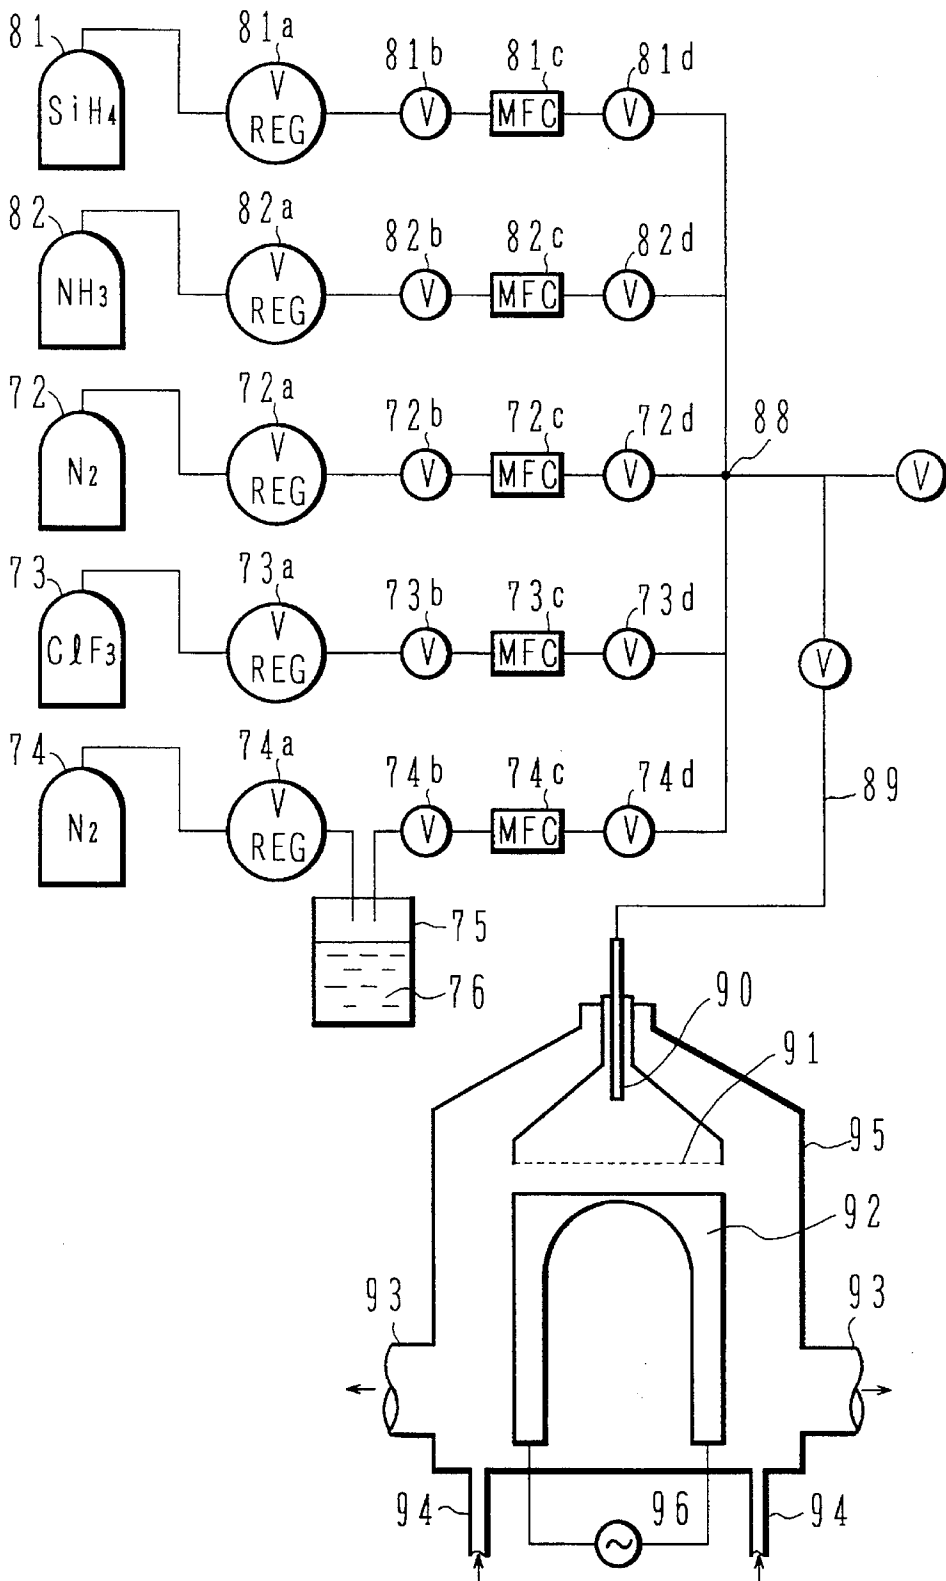 81
SiH4
81a
V
REG
81b
V
81c
MFC
81d
V
82
NH3
82a
V
REG
82b
V
82c
MFC
82d
V
72
N2
72a
V
REG
72b
V
72c
MFC
72d
V
88
V
73
ClF3
73a
V
REG
73b
V
73c
MFC
73d
V
V
74
N2
74a
V
REG
74b
V
74c
MFC
74d
V
89
75
76
90
91
95
92
93
93
94
96
94